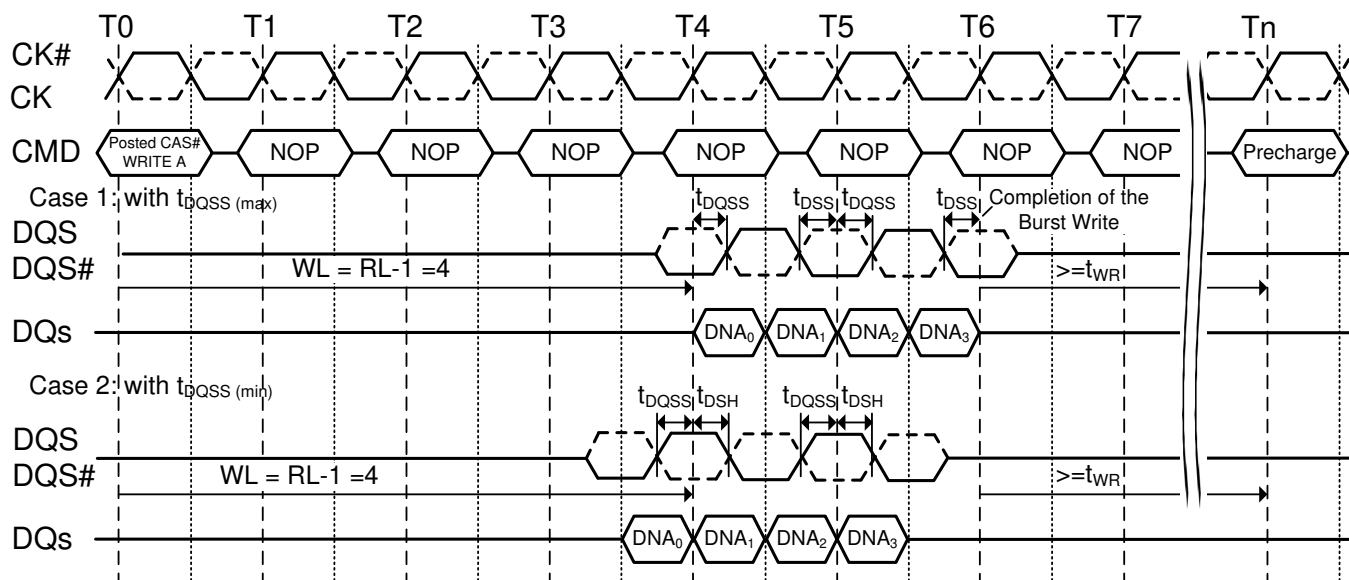 T0 T1 T2 T3 T4 T5 T6 T7 Tn
CK#
CK
CMD
Posted CAS#
WRITE A
NOP NOP NOP NOP NOP NOP NOP Precharge
Case 1: with tDQSS (max)
tDQSS tDSS tDQSS tDSS
Completion of the
Burst Write
DQS
DQS#
WL = RL-1 =4
>=tWR
DQs
DNA0 DNA1 DNA2 DNA3
Case 2: with tDQSS (min)
tDQSS tDSH tDQSS tDSH
DQS
DQS#
WL = RL-1 =4
>=tWR
DQs
DNA0 DNA1 DNA2 DNA3